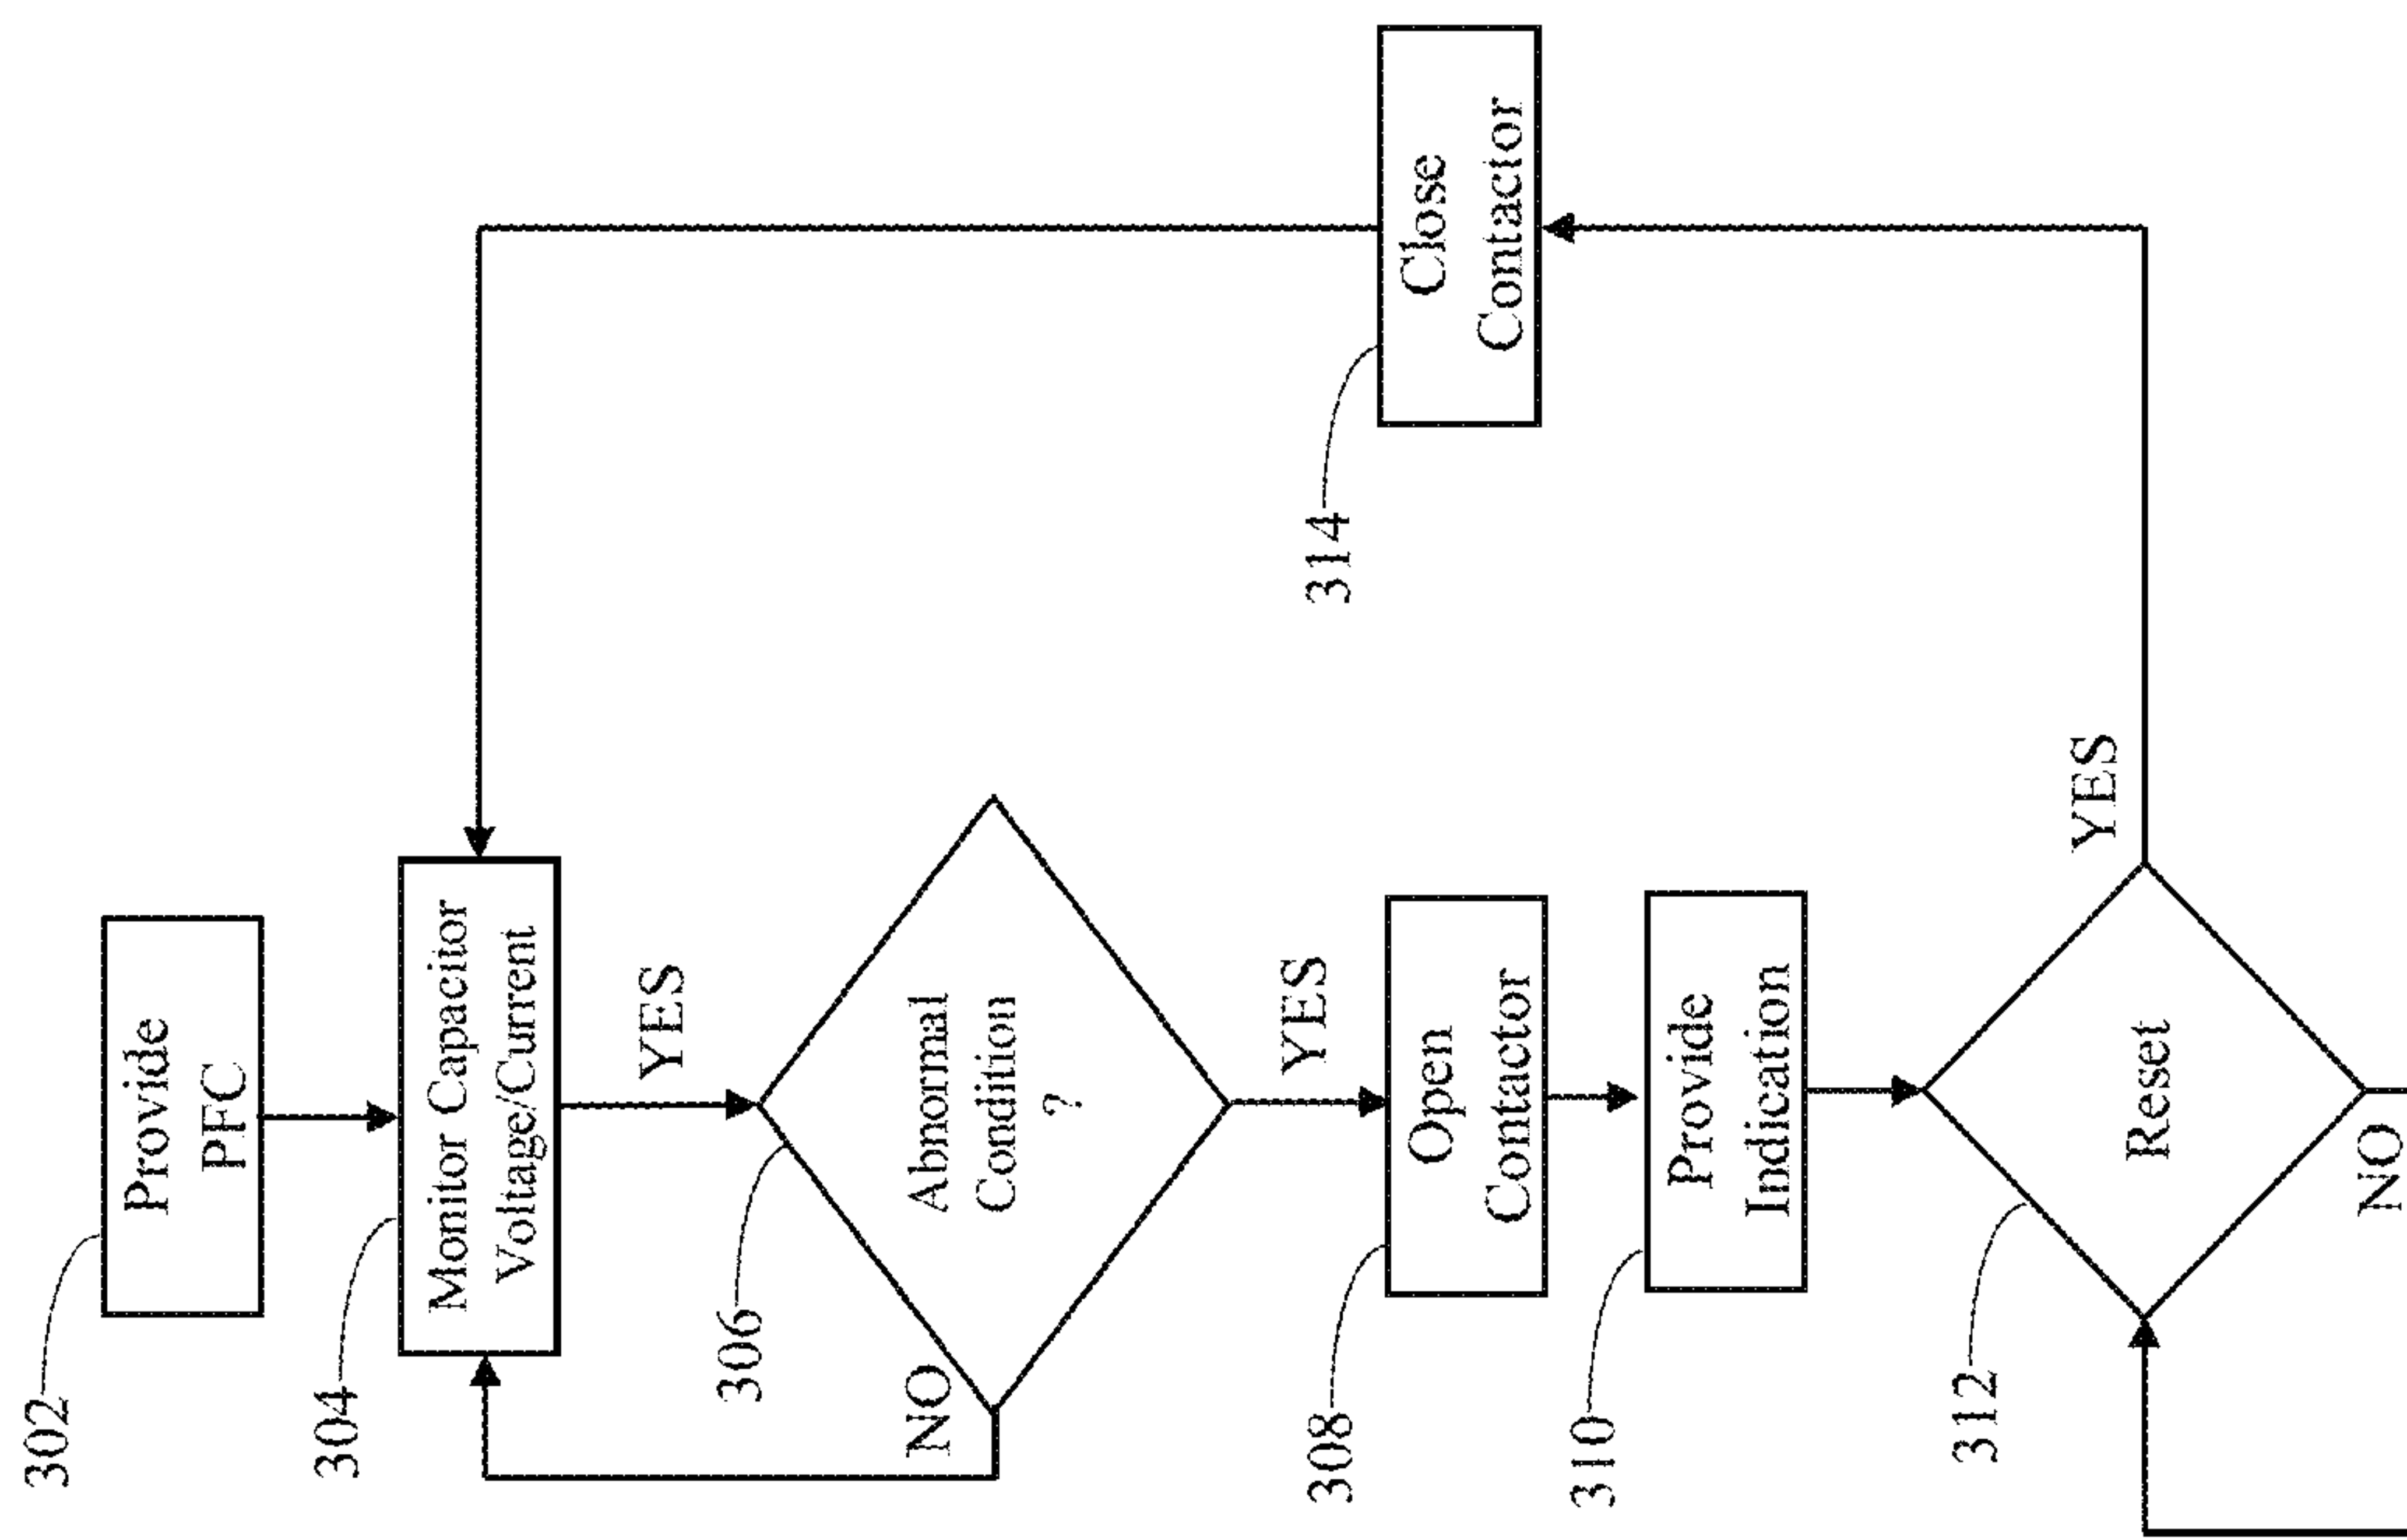 302
Provide
PFC
304
Monitor Capacitor
Voltage/Current
YES
306
Abnormal
Condition
?
NO
YES
308
Open
Contactor
310
Provide
Indication
312
Reset
YES
NO
314
Close
Contactor